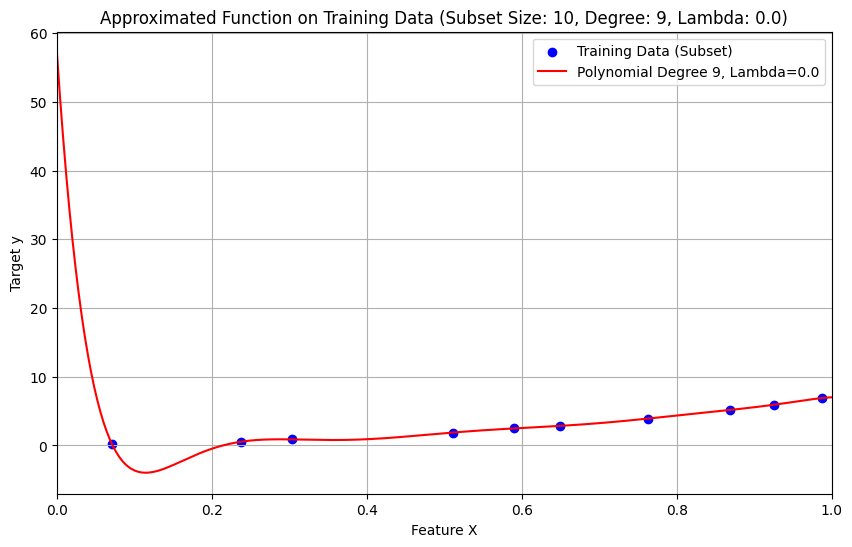 Approximated Function on Training Data (Subset Size: 10, Degree: 9, Lambda: 0.0)
Training Data (Subset)
Polynomial Degree 9, Lambda=0.0
Target y
60
50
40
30
20
10
0
0.0 0.2 0.4 0.6 0.8 1.0
Feature X